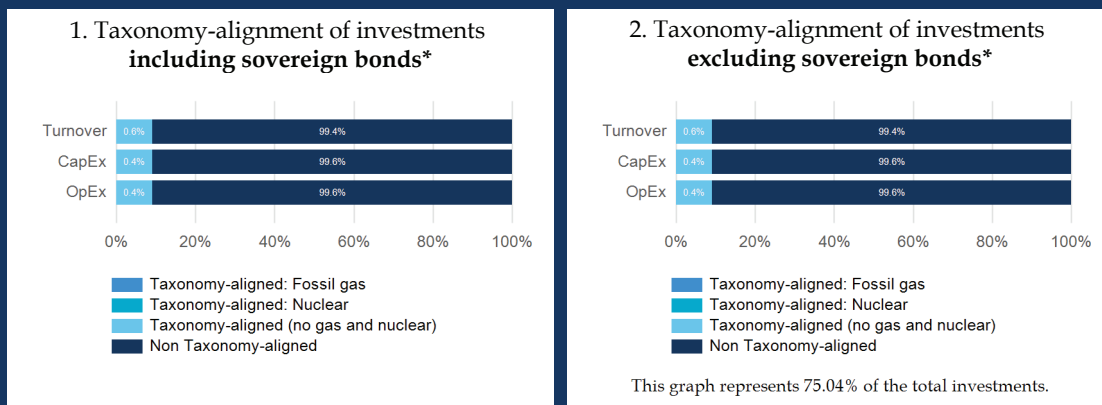 1. Taxonomy-alignment of investments
including sovereign bonds*
Turnover 0.6% 99.4%
CapEx 0.4% 99.6%
OpEx 0.4% 99.6%
0% 20% 40% 60% 80% 100%
Taxonomy-aligned: Fossil gas
Taxonomy-aligned: Nuclear
Taxonomy-aligned (no gas and nuclear)
Non Taxonomy-aligned
2. Taxonomy-alignment of investments
excluding sovereign bonds*
Turnover 0.6% 99.4%
CapEx 0.4% 99.6%
OpEx 0.4% 99.6%
0% 20% 40% 60% 80% 100%
Taxonomy-aligned: Fossil gas
Taxonomy-aligned: Nuclear
Taxonomy-aligned (no gas and nuclear)
Non Taxonomy-aligned
This graph represents 75.04% of the total investments.